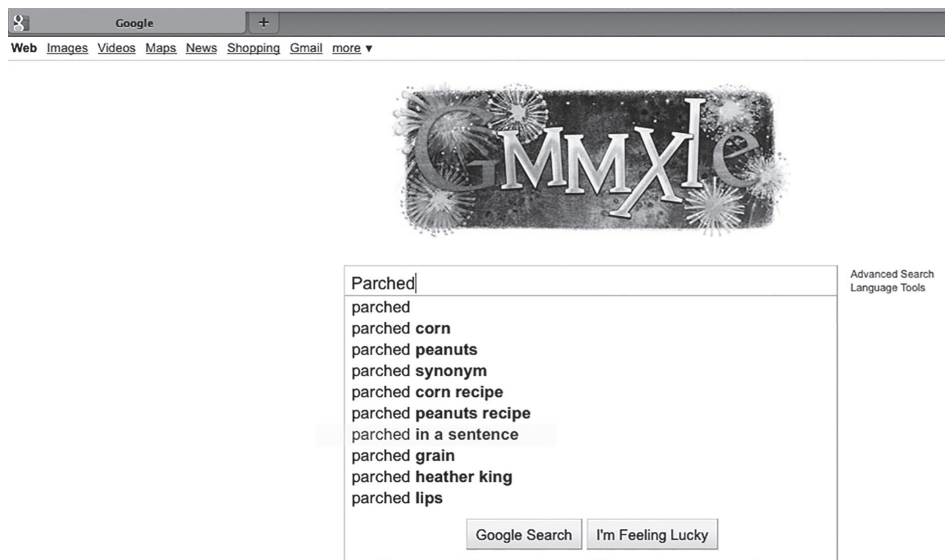 Google +
Web Images Videos Maps News Shopping Gmail more ▼
GMMXIe
Parched
Advanced Search
Language Tools
parched
parched corn
parched peanuts
parched synonym
parched corn recipe
parched peanuts recipe
parched in a sentence
parched grain
parched heather king
parched lips
Google Search I'm Feeling Lucky